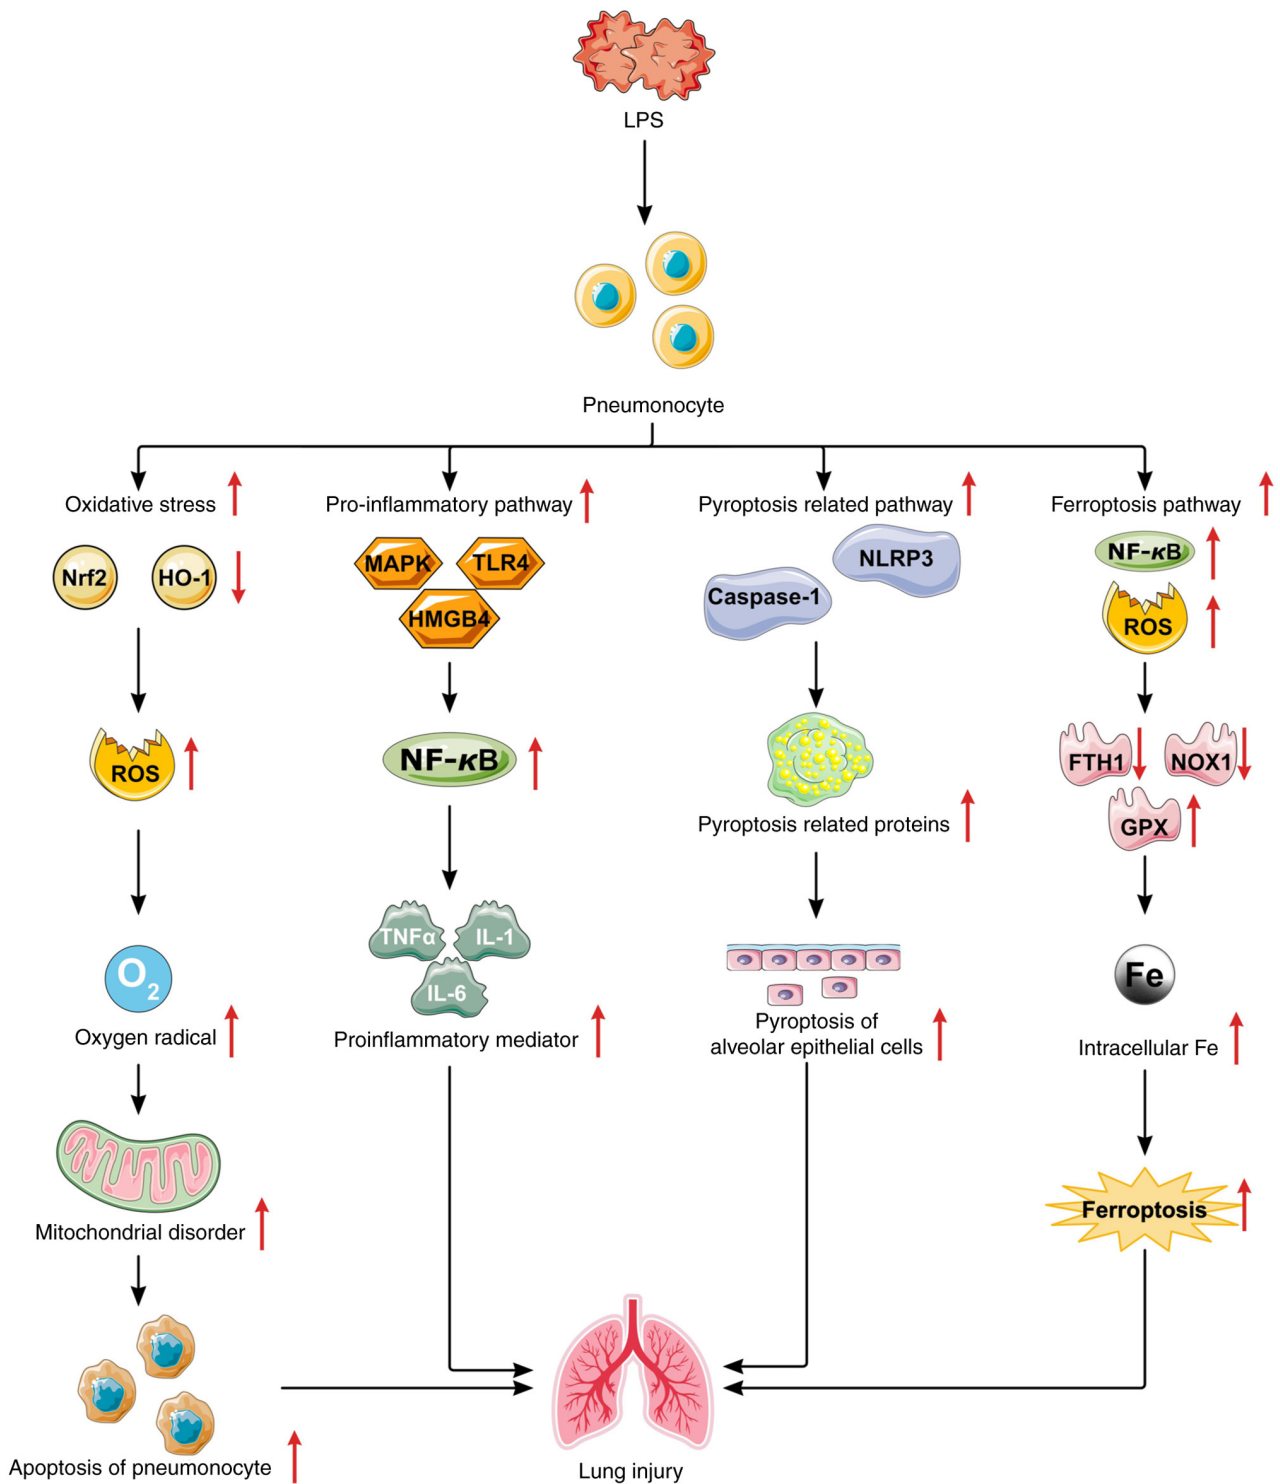 LPS
Pneumonocyte
Oxidative stress
Pro-inflammatory pathway
Pyroptosis related pathway
Ferroptosis pathway
Nrf2
HO-1
MAPK
TLR4
HMGB4
Caspase-1
NLRP3
NF-κB
ROS
ROS
NF-κB
Pyroptosis related proteins
FTH1
NOX1
GPX
O2
Oxygen radical
TNFα
IL-1
IL-6
Proinflammatory mediator
Pyroptosis of
alveolar epithelial cells
Fe
Intracellular Fe
Mitochondrial disorder
Ferroptosis
Apoptosis of pneumonocyte
Lung injury